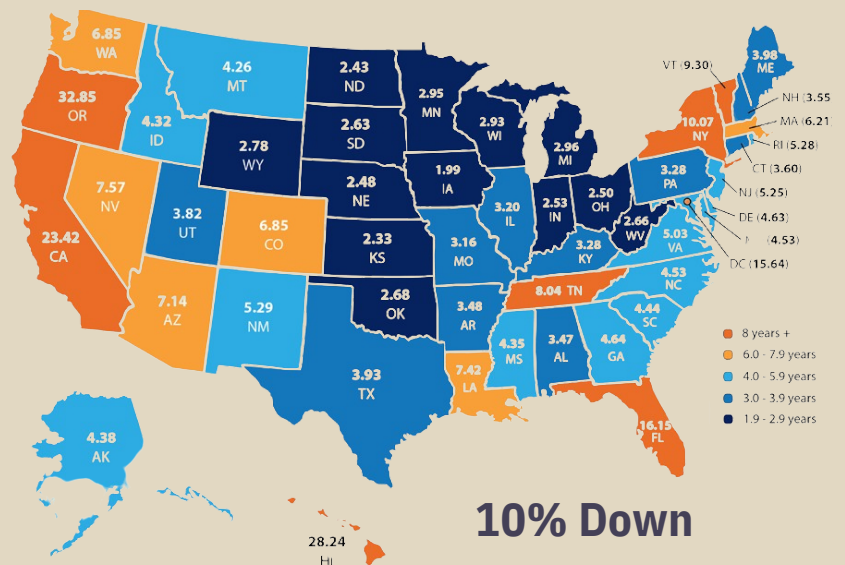 6.85
WA
32.85
OR
4.32
ID
4.26
MT
2.43
ND
2.95
MN
2.93
WI
2.96
MI
VT (9.30)
3.98
ME
NH (3.55
MA (6.21
RI (5.28)
CT (3.60)
NJ (5.25)
DE (4.63)
(4.53)
DC (15.64)
10.07
NY
2.78
WY
2.63
SD
2.48
NE
1.99
IA
3.20
IL
2.53
IN
2.50
OH
3.28
PA
2.66
WV
5.03
VA
7.57
NV
3.82
UT
6.85
CO
2.33
KS
3.16
MO
3.28
KY
4.53
NC
23.42
CA
7.14
AZ
5.29
NM
2.68
OK
3.48
AR
8.04 TN
4.44
SC
3.93
TX
7.42
LA
4.35
MS
3.47
AL
4.64
GA
16.15
FL
8 years +
6.0 - 7.9 years
4.0 - 5.9 years
3.0 - 3.9 years
1.9 - 2.9 years
4.38
AK
28.24
HI
10% Down